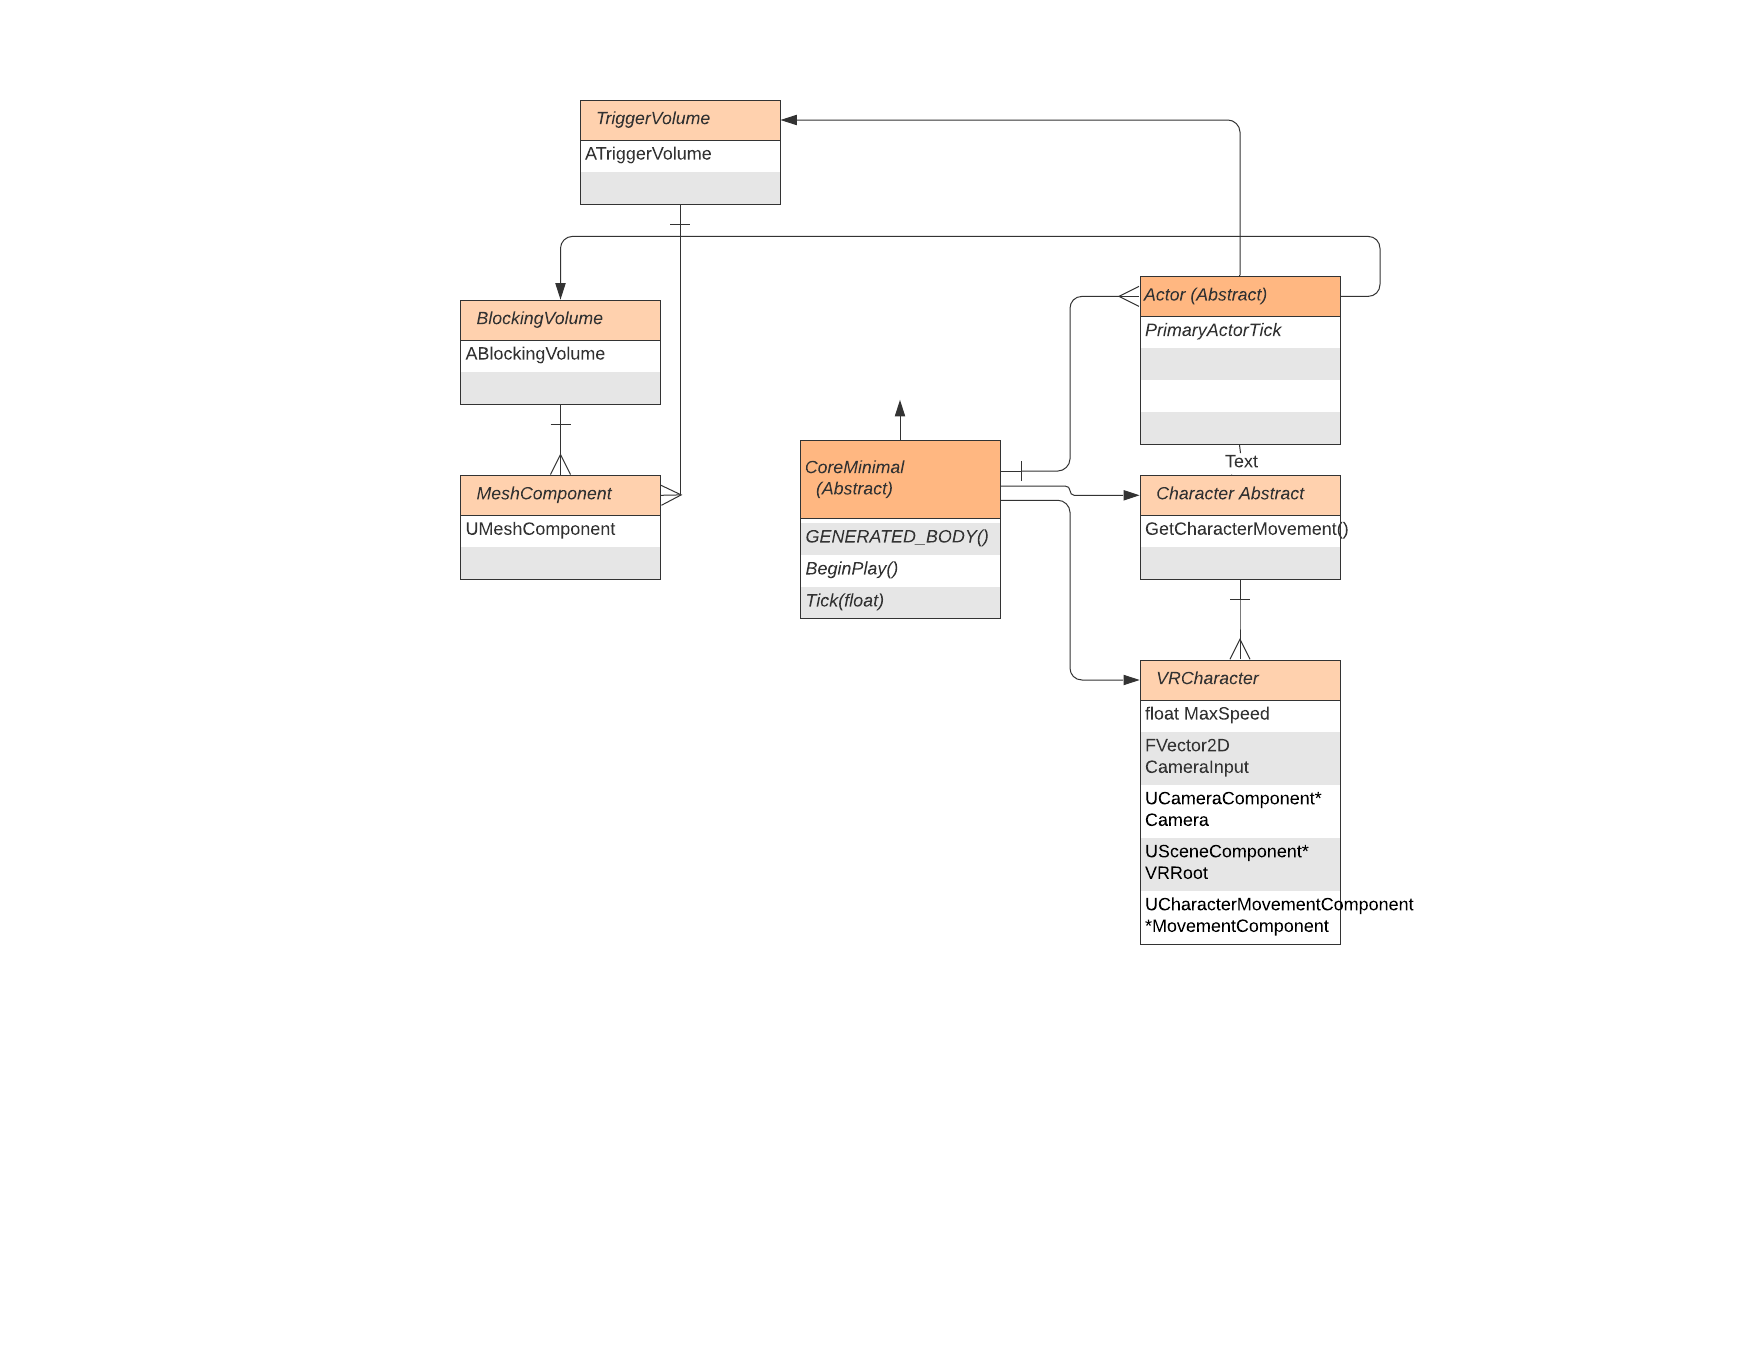 TriggerVolume
ATriggerVolume
BlockingVolume
ABlockingVolume
MeshComponent
UMeshComponent
CoreMinimal
(Abstract)
GENERATED_BODY()
BeginPlay()
Tick(float)
Actor (Abstract)
PrimaryActorTick
Text
Character Abstract
GetCharacterMovement()
VRCharacter
float MaxSpeed
FVector2D
CameraInput
UCameraComponent*
Camera
USceneComponent*
VRRoot
UCharacterMovementComponent
*MovementComponent